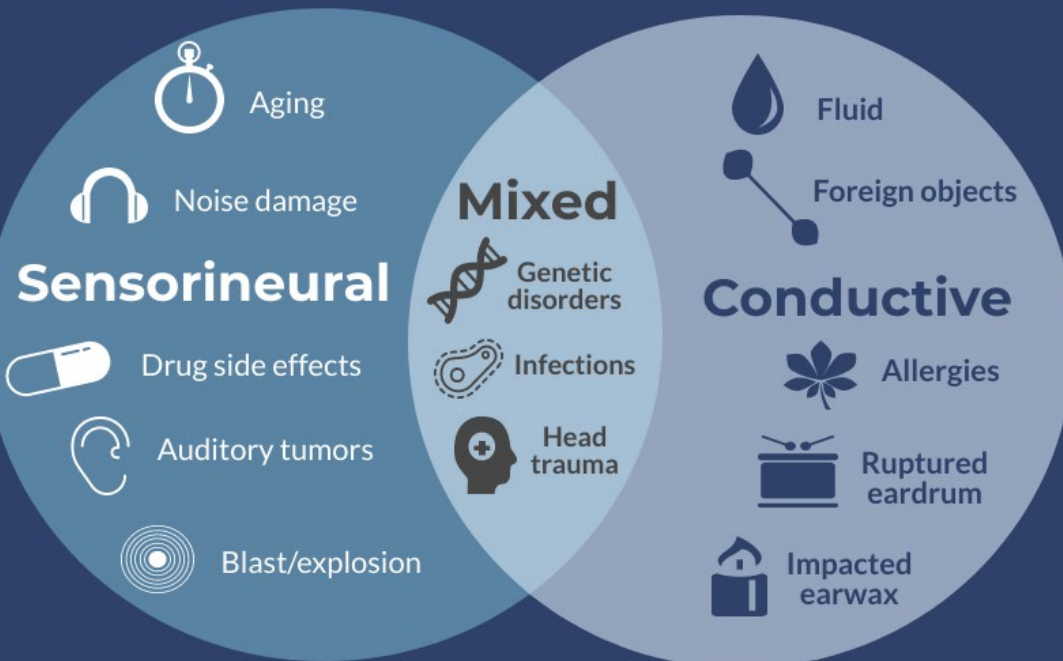 Aging
Noise damage
Sensorineural
Drug side effects
Auditory tumors
Blast/explosion
Mixed
Genetic
disorders
Infections
Head
trauma
Fluid
Foreign objects
Conductive
Allergies
Ruptured
eardrum
Impacted
earwax